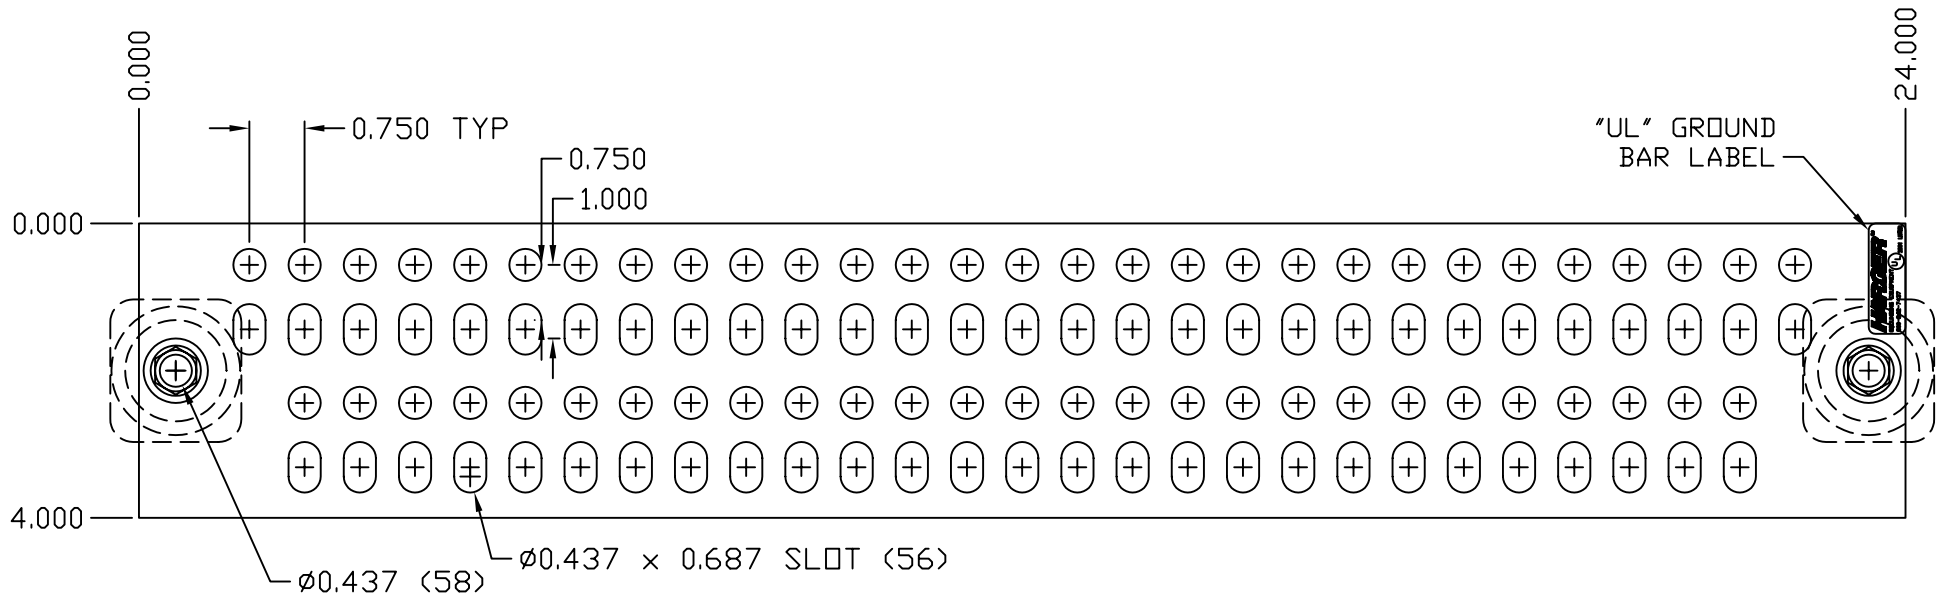 0.000
24.000
0.750 TYP
0.750
1.000
"UL" GROUND
BAR LABEL
0.000
4.000
Ø0.437 x 0.687 SLOT (56)
Ø0.437 (58)